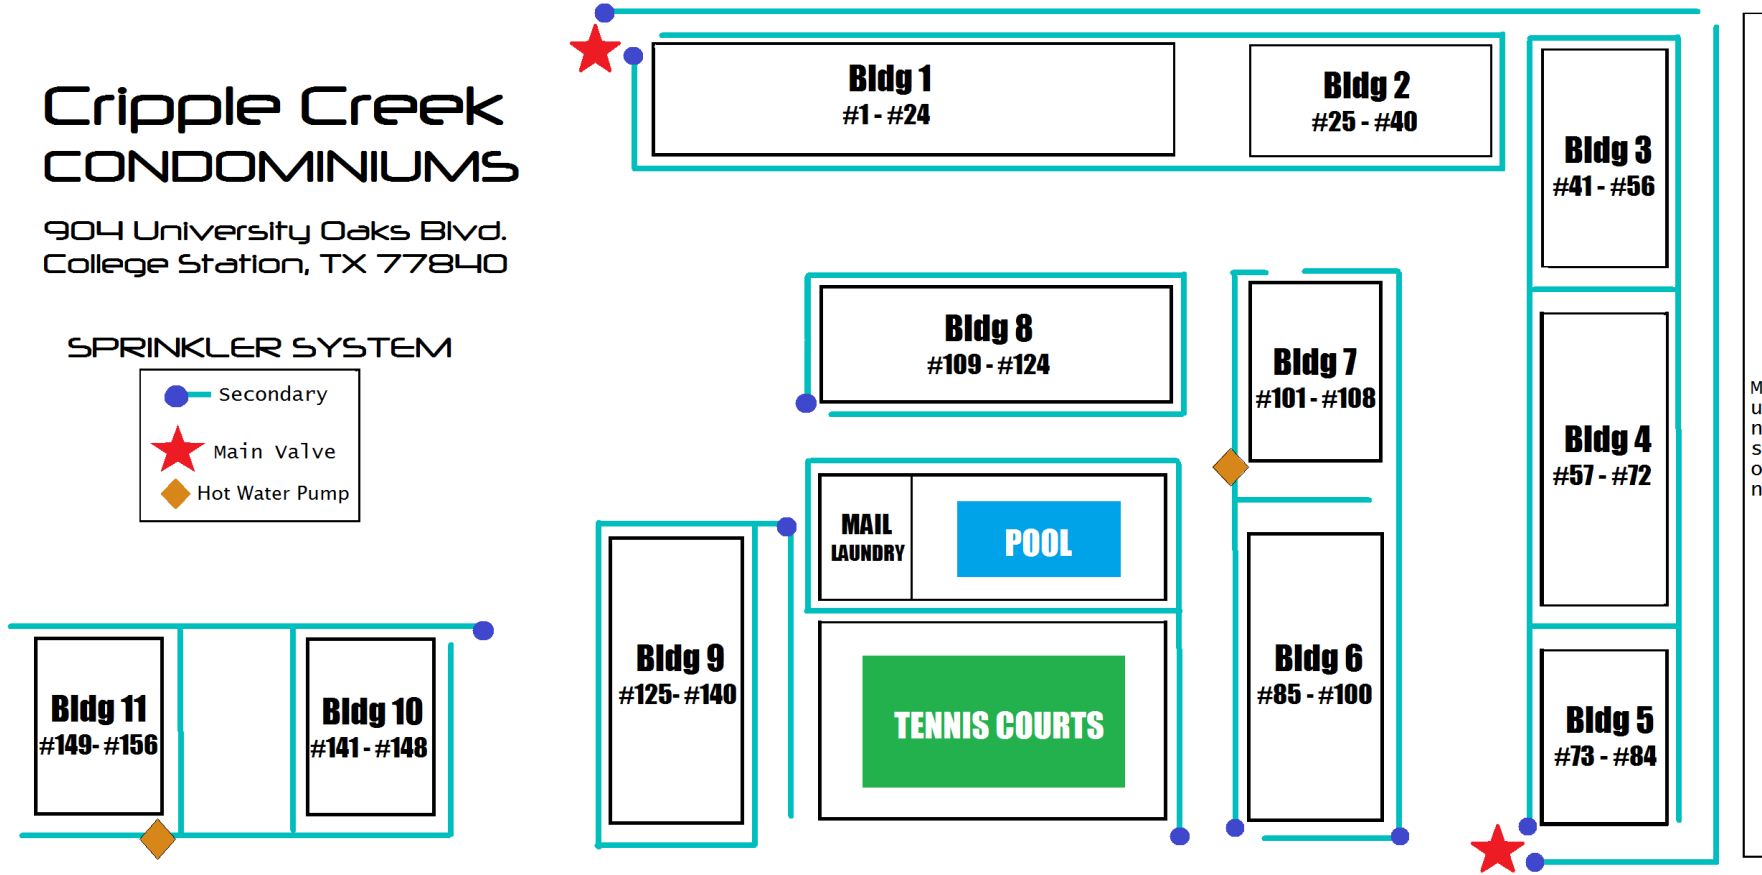 Cripple Creek
CONDOMINIUMS
904 University Oaks Blvd.
College Station, TX 77840
SPRINKLER SYSTEM
Secondary
Main Valve
Hot Water Pump
Bldg 1
#1 - #24
Bldg 2
#25 - #40
Bldg 3
#41 - #56
Bldg 4
#57 - #72
Bldg 5
#73 - #84
Bldg 8
#109 - #124
Bldg 7
#101 - #108
MAIL
LAUNDRY
POOL
Bldg 9
#125- #140
TENNIS COURTS
Bldg 6
#85 - #100
Bldg 11
#149- #156
Bldg 10
#141 - #148
M
u
n
s
o
n